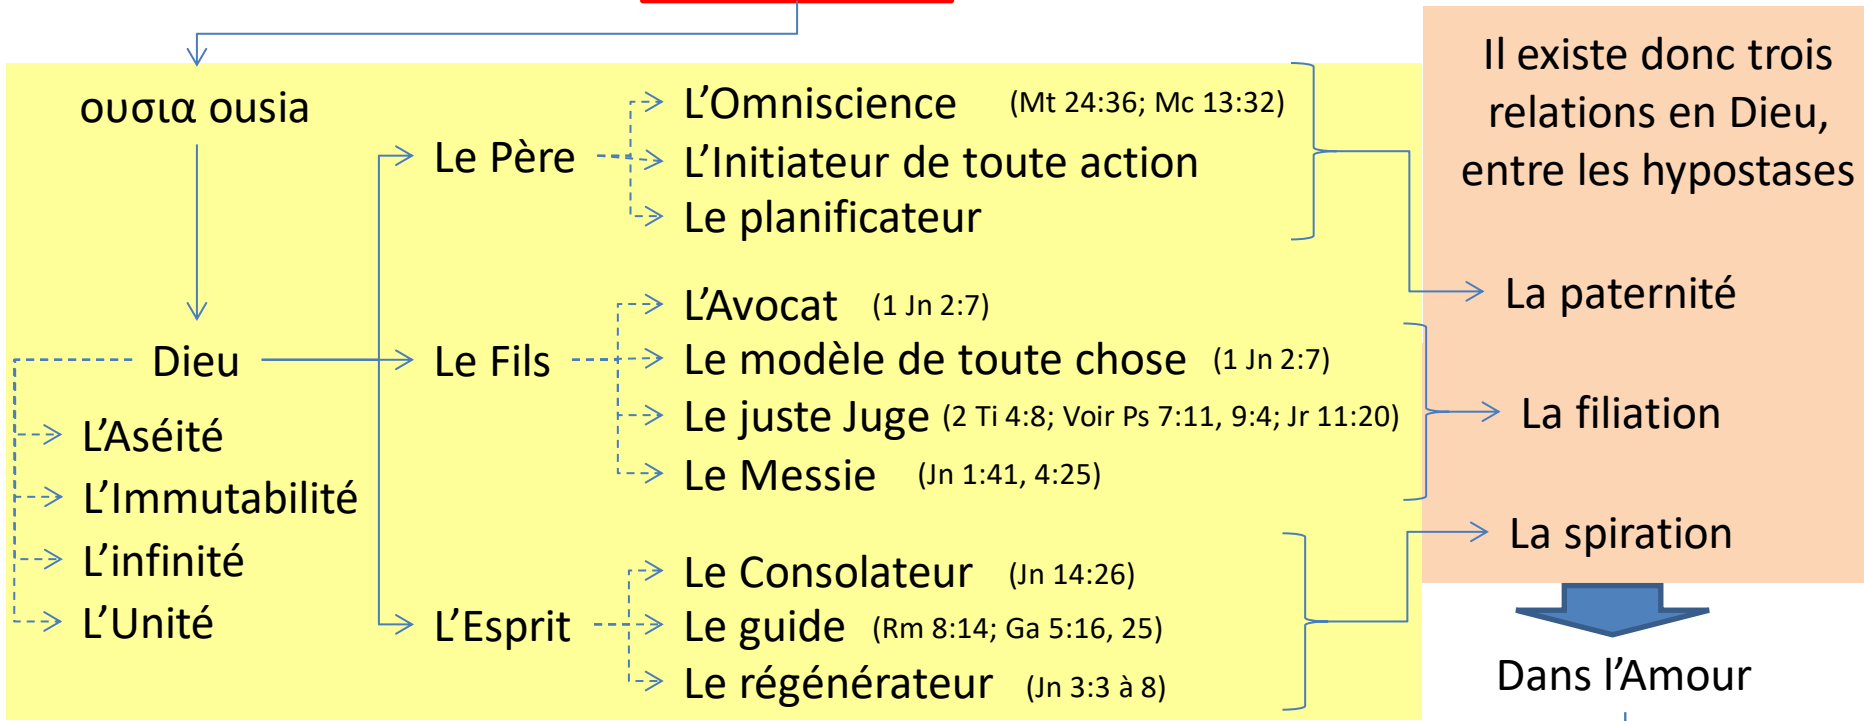 ουσια ousia
Dieu
L’Aséité
L’Immutabilité
L’infinité
L’Unité
Le Père
L’Omniscience (Mt 24:36; Mc 13:32)
L’Initiateur de toute action
Le planificateur
Le Fils
L’Avocat (1 Jn 2:7)
Le modèle de toute chose (1 Jn 2:7)
Le juste Juge (2 Ti 4:8; Voir Ps 7:11, 9:4; Jr 11:20)
Le Messie (Jn 1:41, 4:25)
L’Esprit
Le Consolateur (Jn 14:26)
Le guide (Rm 8:14; Ga 5:16, 25)
Le régénérateur (Jn 3:3 à 8)
Il existe donc trois
relations en Dieu,
entre les hypostases
La paternité
La filiation
La spiration
Dans l’Amour